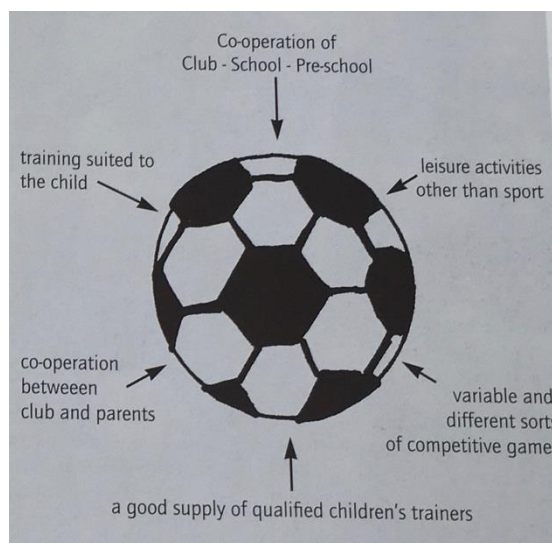 Co-operation of
Club - School - Pre-school
training suited to
the child
leisure activities
other than sport
co-operation
betweeen
club and parents
variable and
different sorts
of competitive game
a good supply of qualified children's trainers